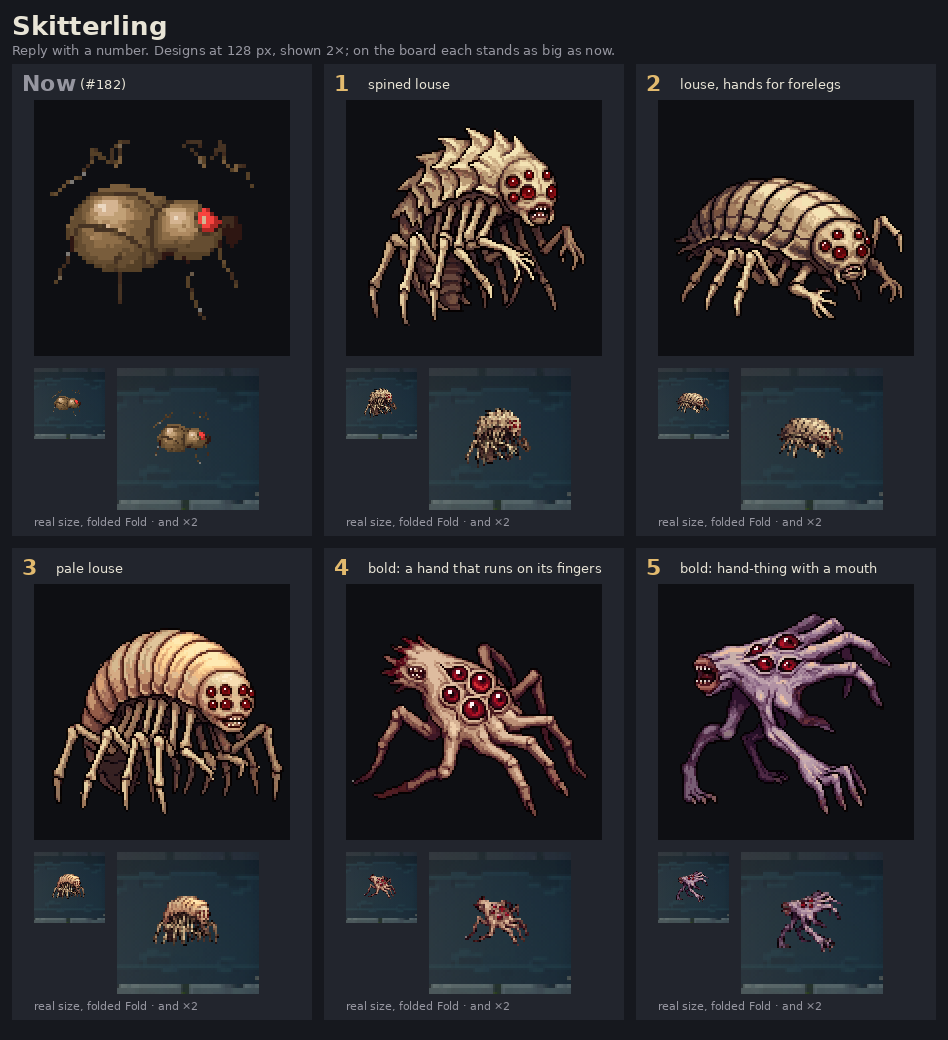 Skitterling
Reply with a number. Designs at 128 px, shown 2×; on the board each stands as big as now.
Now (#182)
real size, folded Fold · and ×2
1 spined louse
real size, folded Fold · and ×2
2 louse, hands for forelegs
real size, folded Fold · and ×2
3 pale louse
real size, folded Fold · and ×2
4 bold: a hand that runs on its fingers
real size, folded Fold · and ×2
5 bold: hand-thing with a mouth
real size, folded Fold · and ×2